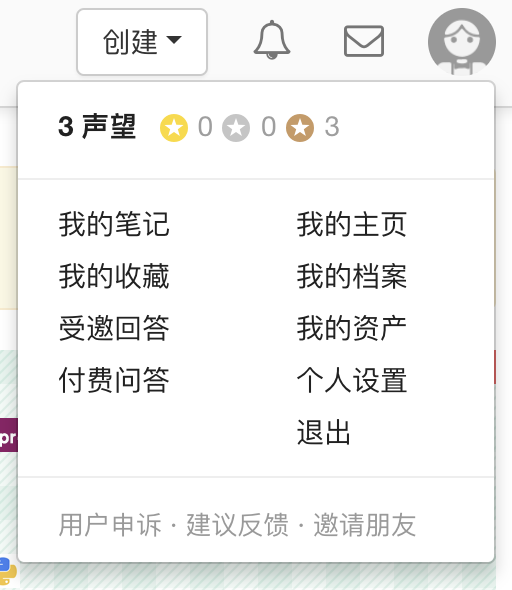 创建
3 声望 0 0 3
我的笔记 我的主页
我的收藏 我的档案
受邀回答 我的资产
付费问答 个人设置
退出
pr
用户申诉 · 建议反馈 · 邀请朋友